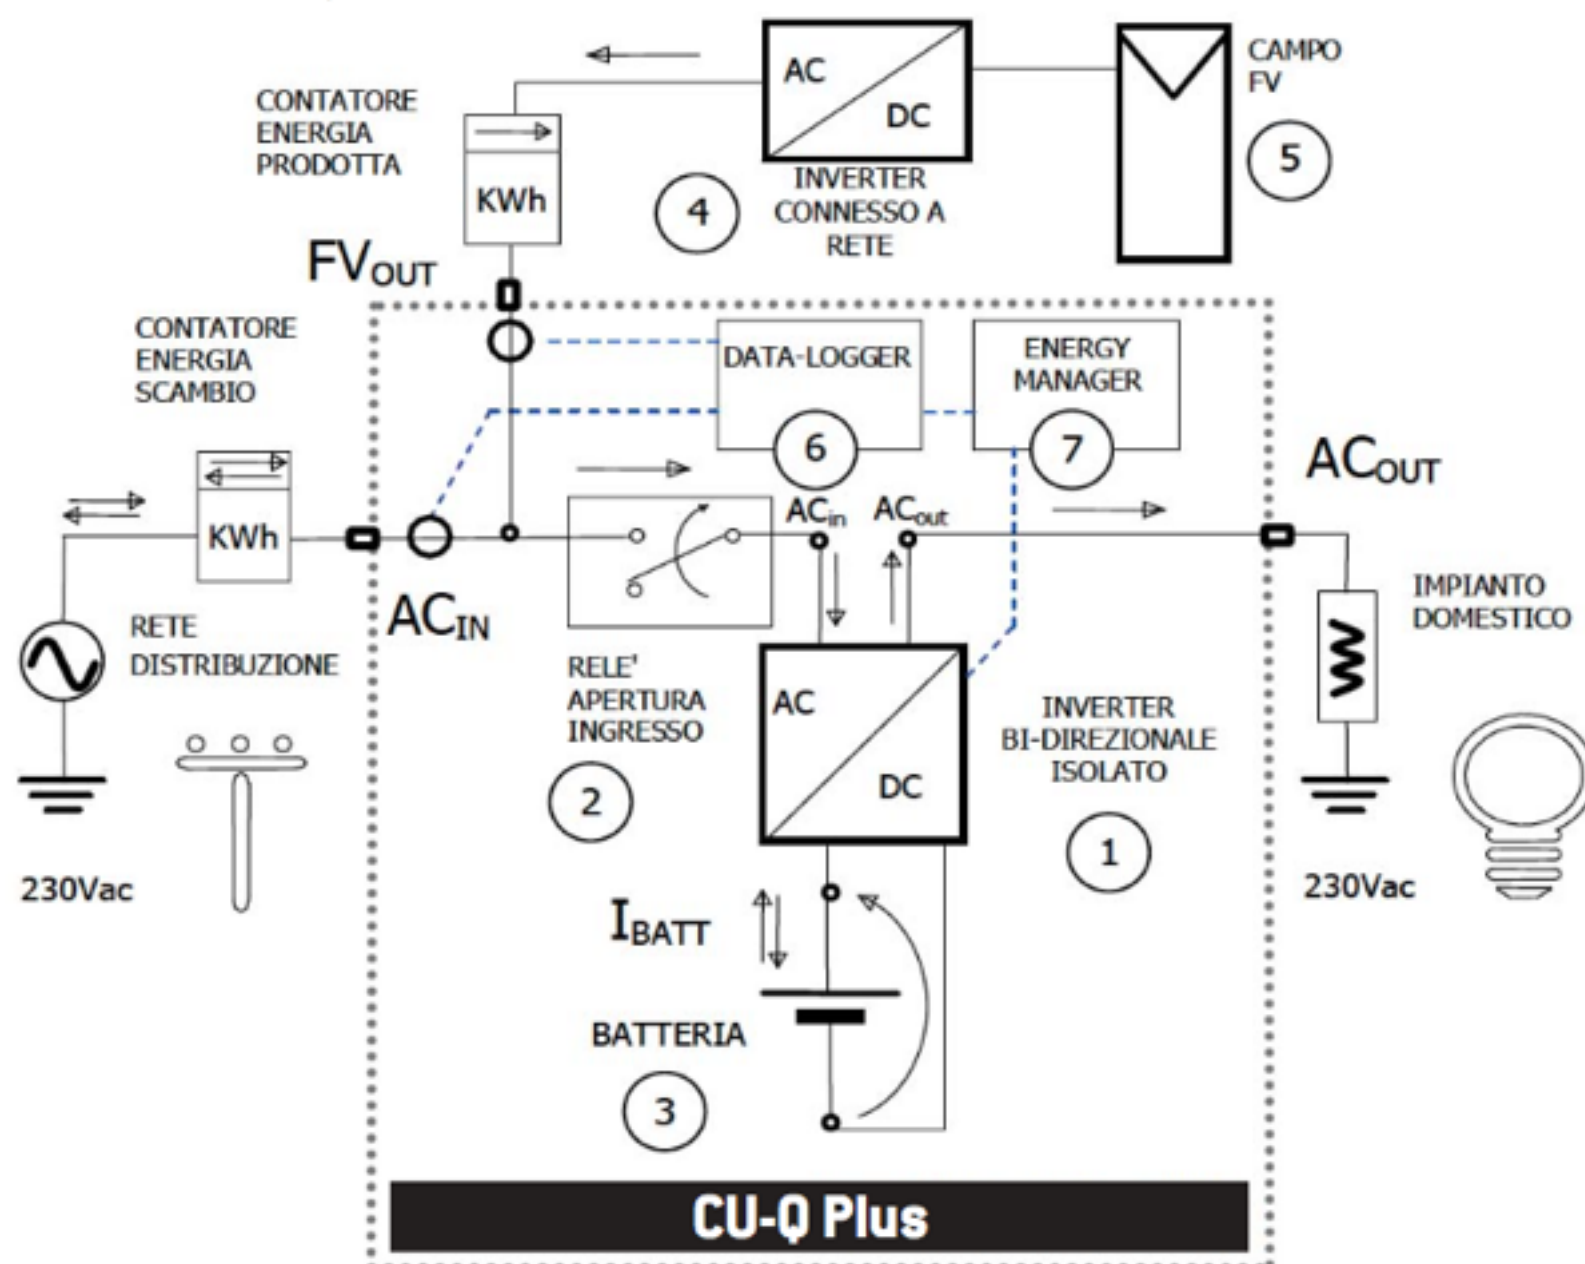 AC
DC
CAMPO
FV
5
CONTATORE
ENERGIA
PRODOTTA
KWh
4
INVERTER
CONNESSO A
RETE
FVOUT
CONTATORE
ENERGIA
SCAMBIO
KWh
DATA-LOGGER
6
ENERGY
MANAGER
7
ACOUT
ACin
ACout
ACIN
RETE
DISTRIBUZIONE
230Vac
RELE'
APERTURA
INGRESSO
2
AC
DC
INVERTER
BI-DIREZIONALE
ISOLATO
1
IMPIANTO
DOMESTICO
230Vac
IBATT
BATTERIA
3
CU-Q Plus